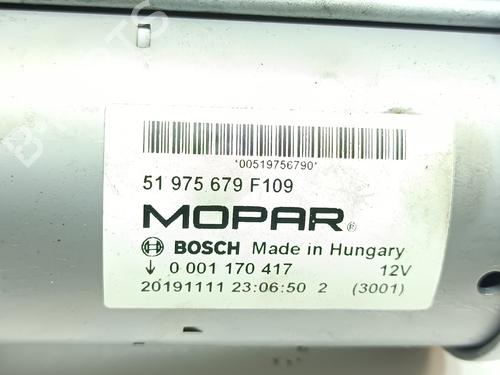 *00519756790*
51 975 679 F109
MOPAR®
BOSCH Made in Hungary
0 001 170 417 12V
20191111 23:06:50 2 (3001)